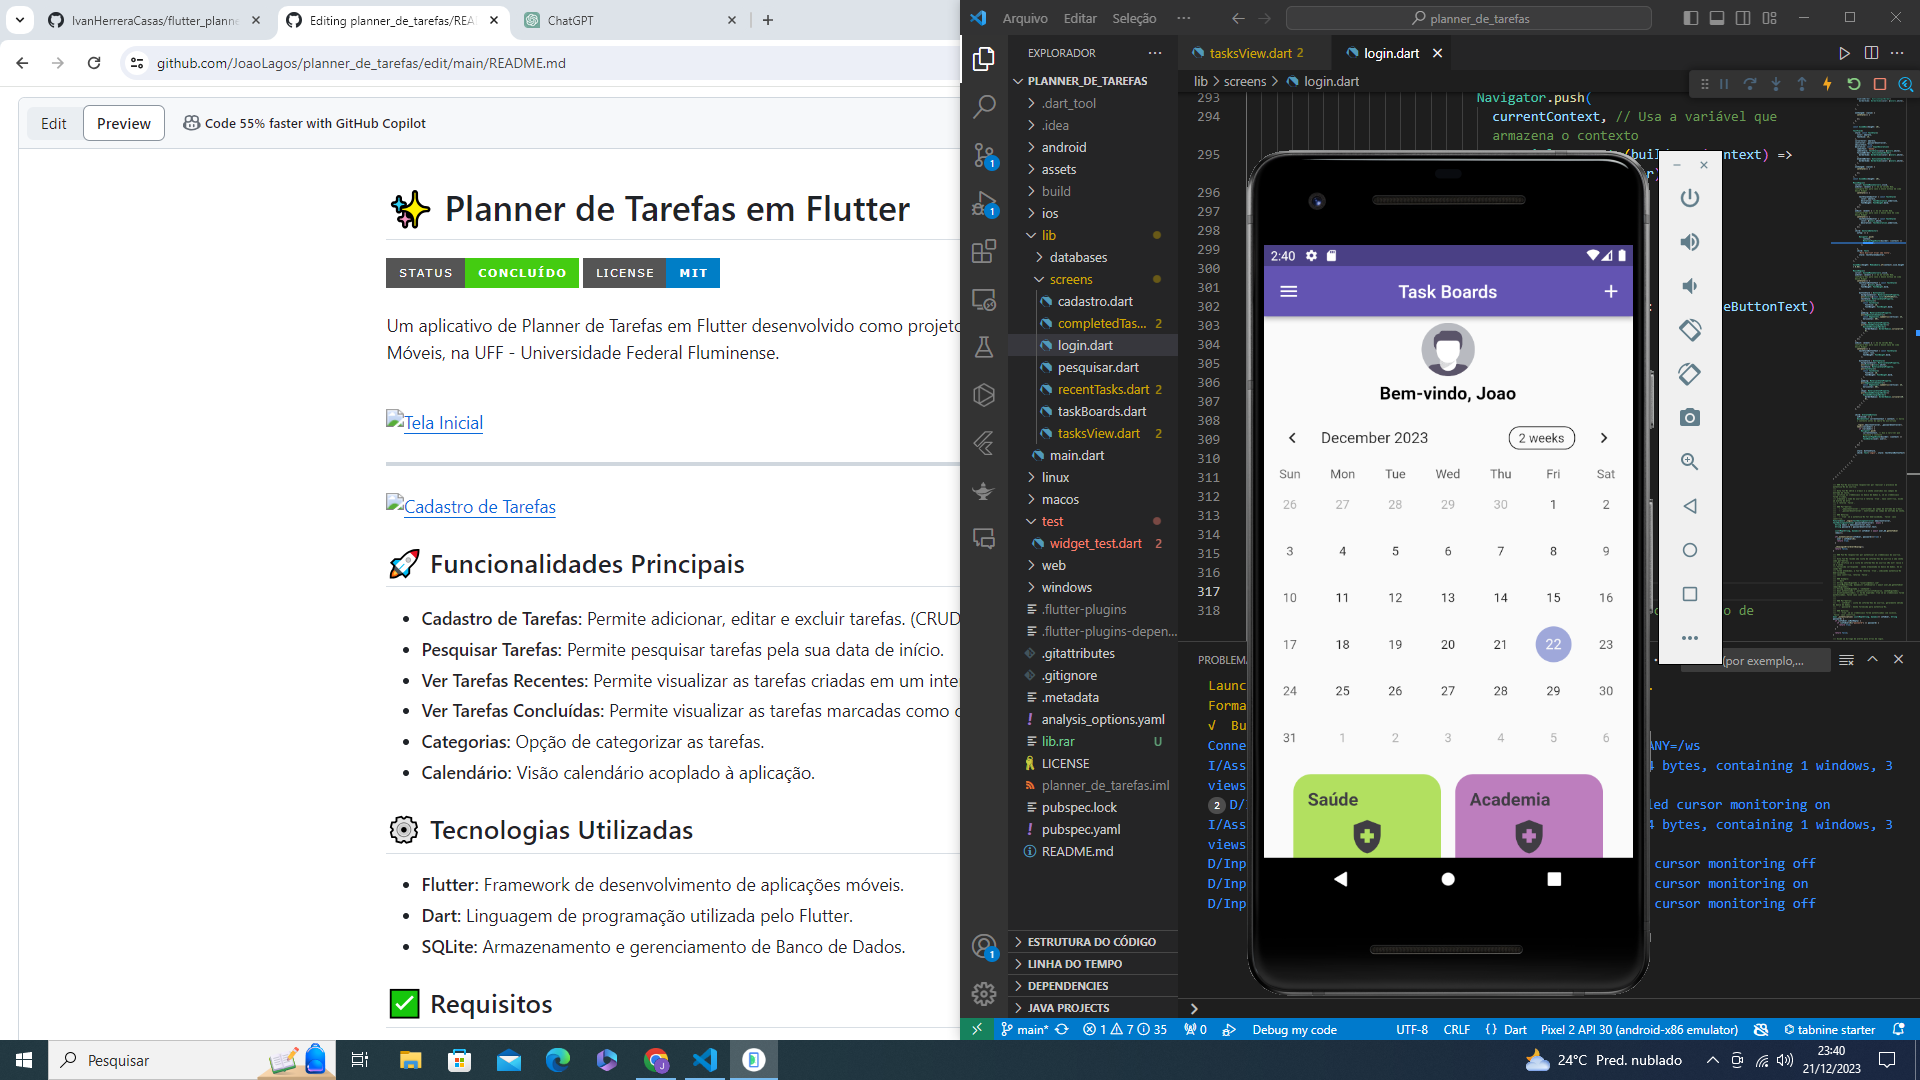 IvanHerreraCasas/flutter_planne
Editing planner_de_tarefas/REA
ChatGPT
github.com/JoaoLagos/planner_de_tarefas/edit/main/README.md
Edit
Preview
Code 55% faster with GitHub Copilot
✨ Planner de Tarefas em Flutter
STATUS CONCLUÍDO LICENSE MIT
Um aplicativo de Planner de Tarefas em Flutter desenvolvido como projeto
Móveis, na UFF - Universidade Federal Fluminense.
Tela Inicial
Cadastro de Tarefas
🚀 Funcionalidades Principais
• Cadastro de Tarefas: Permite adicionar, editar e excluir tarefas. (CRUD
• Pesquisar Tarefas: Permite pesquisar tarefas pela sua data de início.
• Ver Tarefas Recentes: Permite visualizar as tarefas criadas em um inte
• Ver Tarefas Concluídas: Permite visualizar as tarefas marcadas como c
• Categorias: Opção de categorizar as tarefas.
• Calendário: Visão calendário acoplado à aplicação.
⚙️ Tecnologias Utilizadas
• Flutter: Framework de desenvolvimento de aplicações móveis.
• Dart: Linguagem de programação utilizada pelo Flutter.
• SQLite: Armazenamento e gerenciamento de Banco de Dados.
✅ Requisitos
Arquivo Editar Seleção ···
planner_de_tarefas
EXPLORADOR
PLANNER_DE_TAREFAS
.dart_tool
.idea
android
assets
build
ios
lib
databases
screens
cadastro.dart
completedTas... 2
login.dart
pesquisar.dart
recentTasks.dart 2
taskBoards.dart
tasksView.dart 2
main.dart
linux
macos
test
widget_test.dart 2
web
windows
.flutter-plugins
.flutter-plugins-depen...
.gitattributes
.gitignore
.metadata
analysis_options.yaml
lib.rar U
LICENSE
planner_de_tarefas.iml
pubspec.lock
pubspec.yaml
README.md
ESTRUTURA DO CÓDIGO
LINHA DO TEMPO
DEPENDENCIES
JAVA PROJECTS
tasksView.dart 2
login.dart
lib > screens > login.dart
293 Navigator.push(
294 currentContext, // Usa a variável que
armazena o contexto
295
296
297
298
299
300
301
302 eButtonText)
303
304
305
306
307
308
309
310
311
312
313
314
315
316
317
318
2:40
Task Boards
Bem-vindo, Joao
December 2023 2 weeks
Sun Mon Tue Wed Thu Fri Sat
26 27 28 29 30 1 2
3 4 5 6 7 8 9
10 11 12 13 14 15 16
17 18 19 20 21 22 23
24 25 26 27 28 29 30
31 1 2 3 4 5 6
Saúde Academia
(por exemplo,...
ANY=/ws
bytes, containing 1 windows, 3
views
led cursor monitoring on
bytes, containing 1 windows, 3
views
cursor monitoring off
cursor monitoring on
cursor monitoring off
main* 1 7 35 0 Debug my code UTF-8 CRLF {} Dart Pixel 2 API 30 (android-x86 emulator) tabnine starter
Pesquisar
24°C Pred. nublado
23:40
21/12/2023